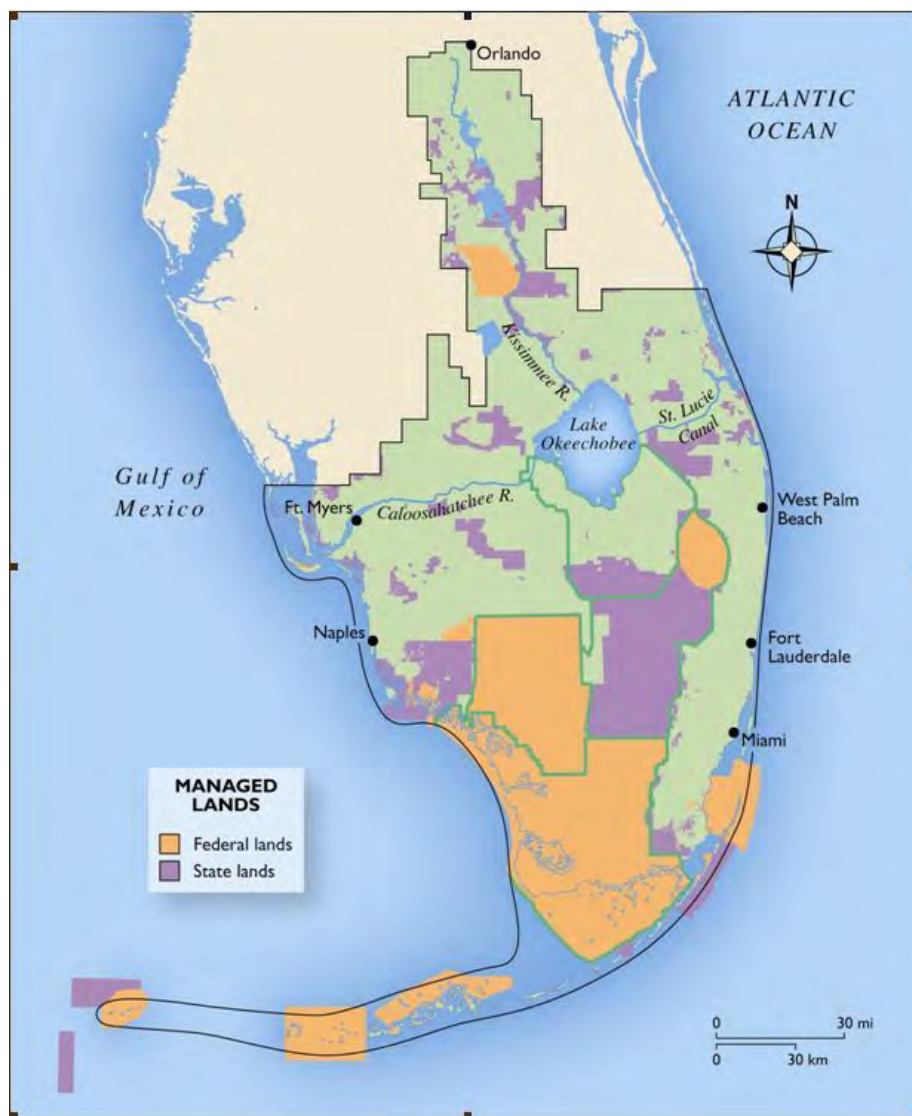 Orlando
ATLANTIC
OCEAN
N
Kissimmee R.
Lake
Okeechobee
St. Lucie
Canal
Gulf of
Mexico
Ft. Myers
Caloosahatchee R.
West Palm
Beach
Naples
Fort
Lauderdale
Miami
MANAGED
LANDS
Federal lands
State lands
0 30 mi
0 30 km